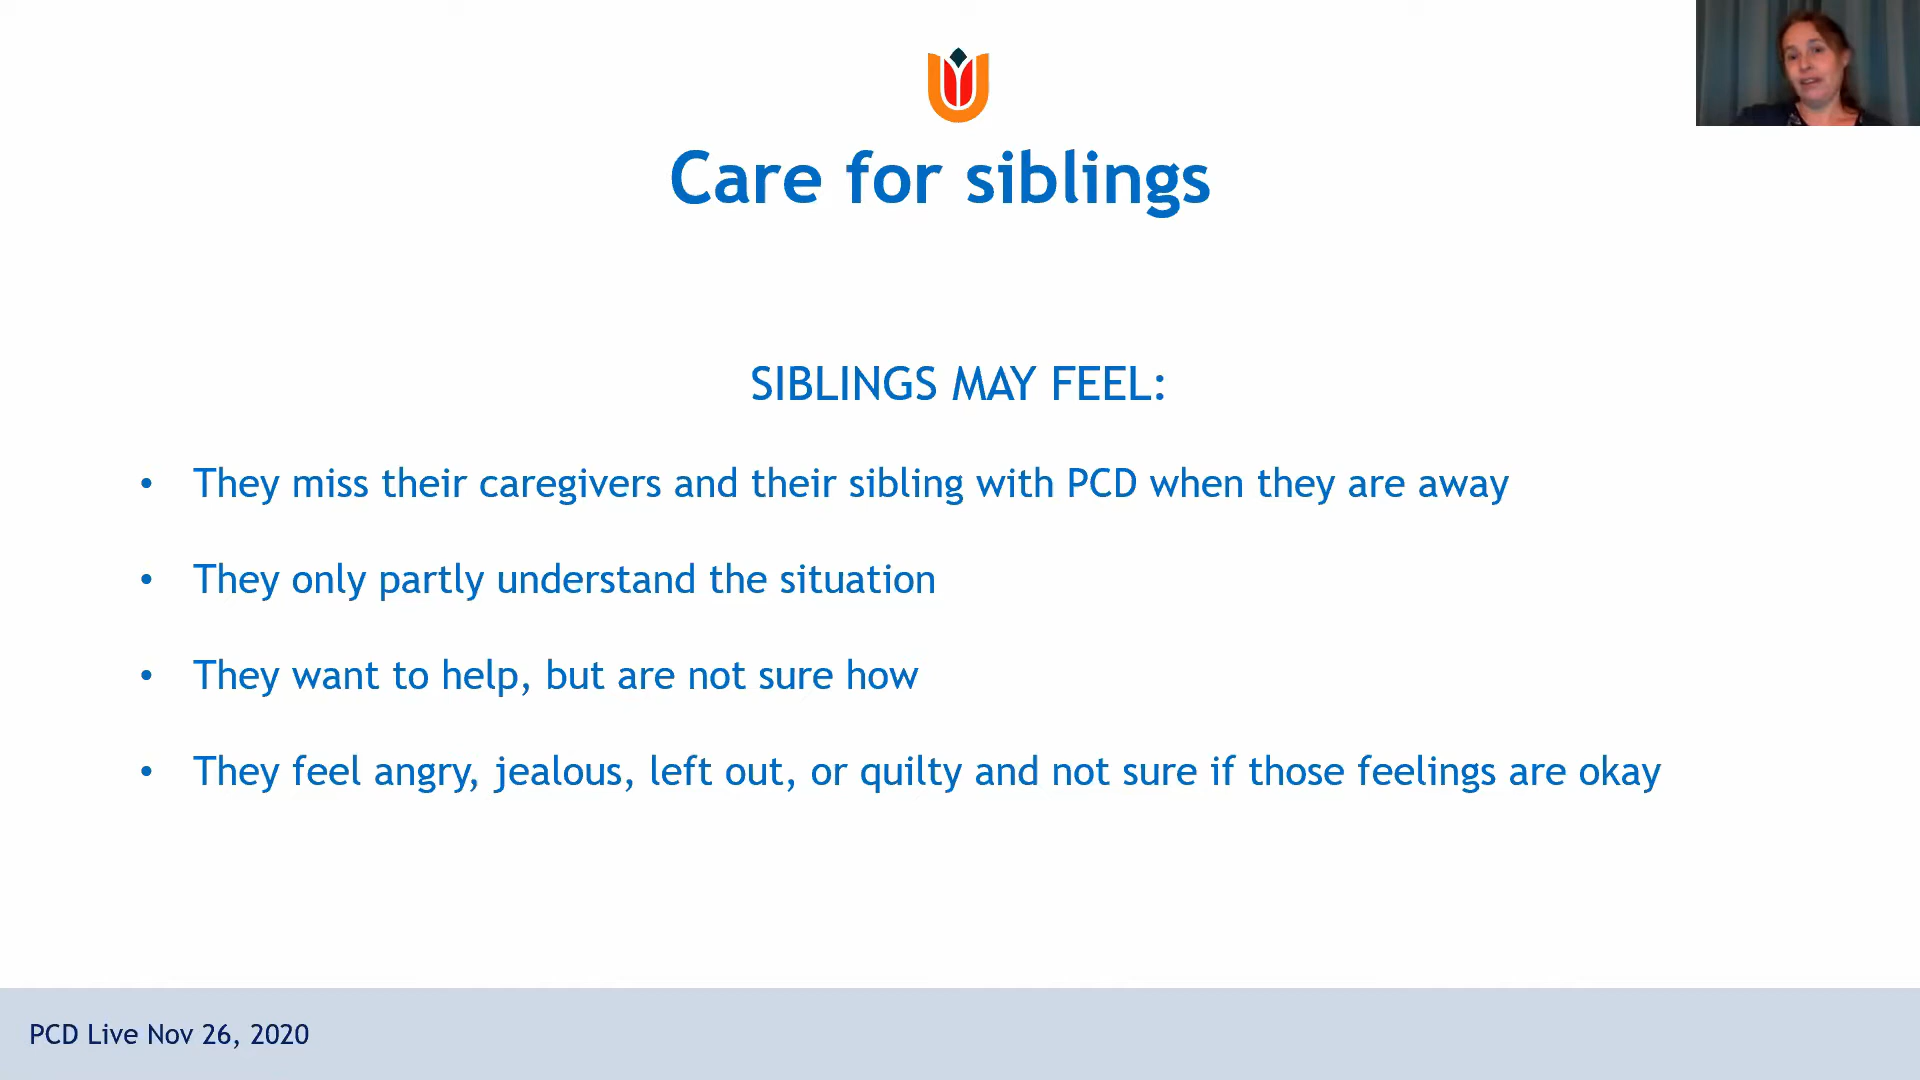 Care for siblings
SIBLINGS MAY FEEL:
• They miss their caregivers and their sibling with PCD when they are away
• They only partly understand the situation
• They want to help, but are not sure how
• They feel angry, jealous, left out, or quilty and not sure if those feelings are okay
PCD Live Nov 26, 2020